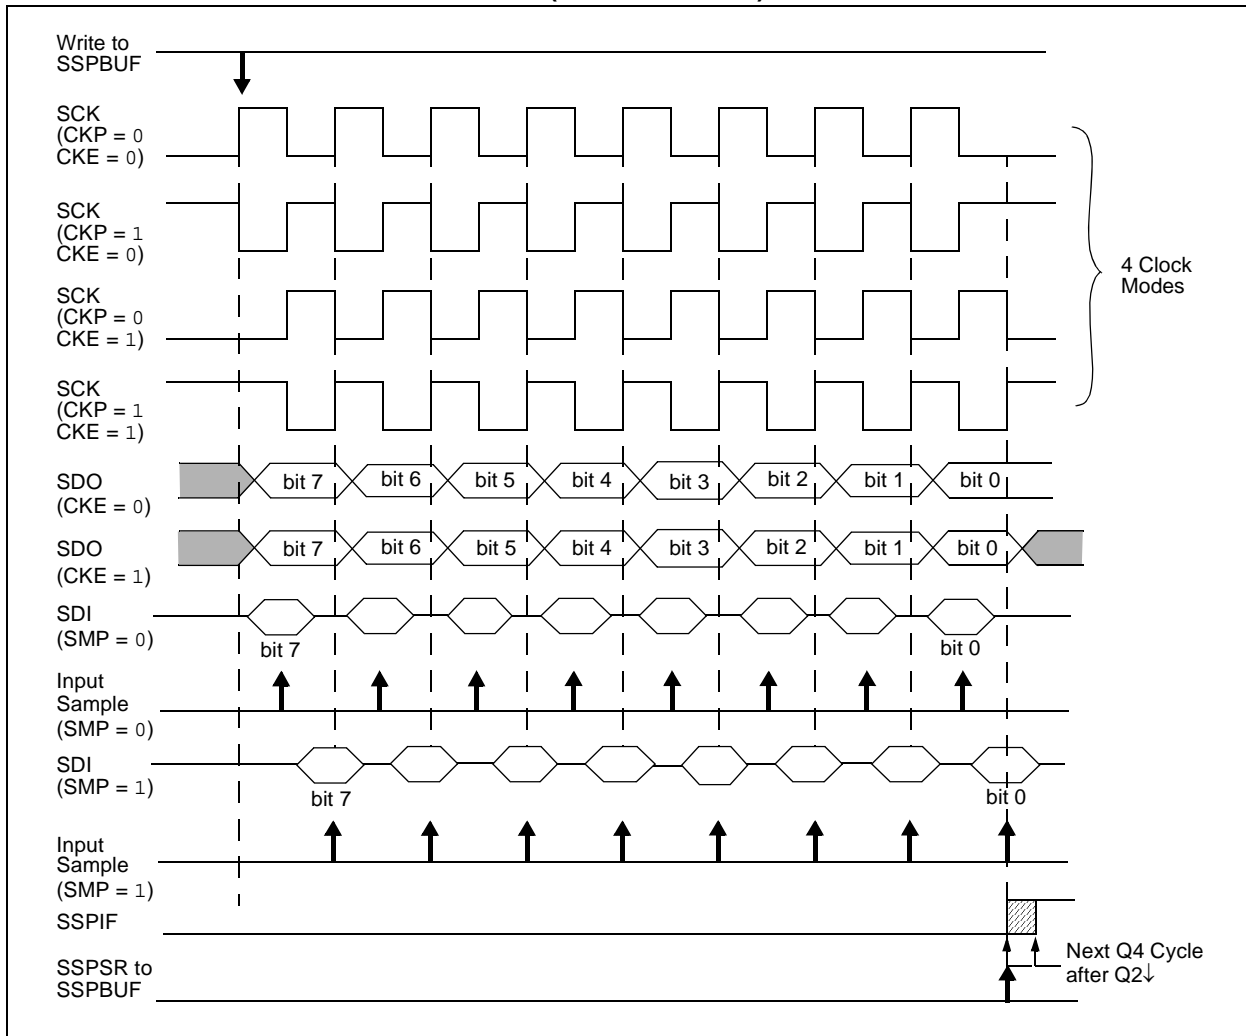 Write to
SSPBUF
SCK
(CKP = 0
CKE = 0)
SCK
(CKP = 1
CKE = 0)
4 Clock
Modes
SCK
(CKP = 0
CKE = 1)
SCK
(CKP = 1
CKE = 1)
SDO
(CKE = 0)
bit 7 bit 6 bit 5 bit 4 bit 3 bit 2 bit 1 bit 0
SDO
(CKE = 1)
bit 7 bit 6 bit 5 bit 4 bit 3 bit 2 bit 1 bit 0
SDI
(SMP = 0)
bit 7 bit 0
Input
Sample
(SMP = 0)
SDI
(SMP = 1)
bit 7 bit 0
Input
Sample
(SMP = 1)
SSPIF
Next Q4 Cycle
after Q2↓
SSPSR to
SSPBUF